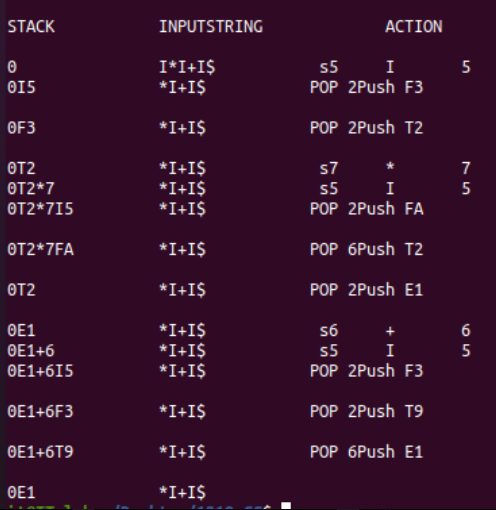 STACK INPUTSTRING ACTION
0 I*I+I$ s5 I 5
0I5 *I+I$ POP 2Push F3
0F3 *I+I$ POP 2Push T2
0T2 *I+I$ s7 * 7
0T2*7 *I+I$ s5 I 5
0T2*7I5 *I+I$ POP 2Push FA
0T2*7FA *I+I$ POP 6Push T2
0T2 *I+I$ POP 2Push E1
0E1 *I+I$ s6 + 6
0E1+6 *I+I$ s5 I 5
0E1+6I5 *I+I$ POP 2Push F3
0E1+6F3 *I+I$ POP 2Push T9
0E1+6T9 *I+I$ POP 6Push E1
0E1 *I+I$